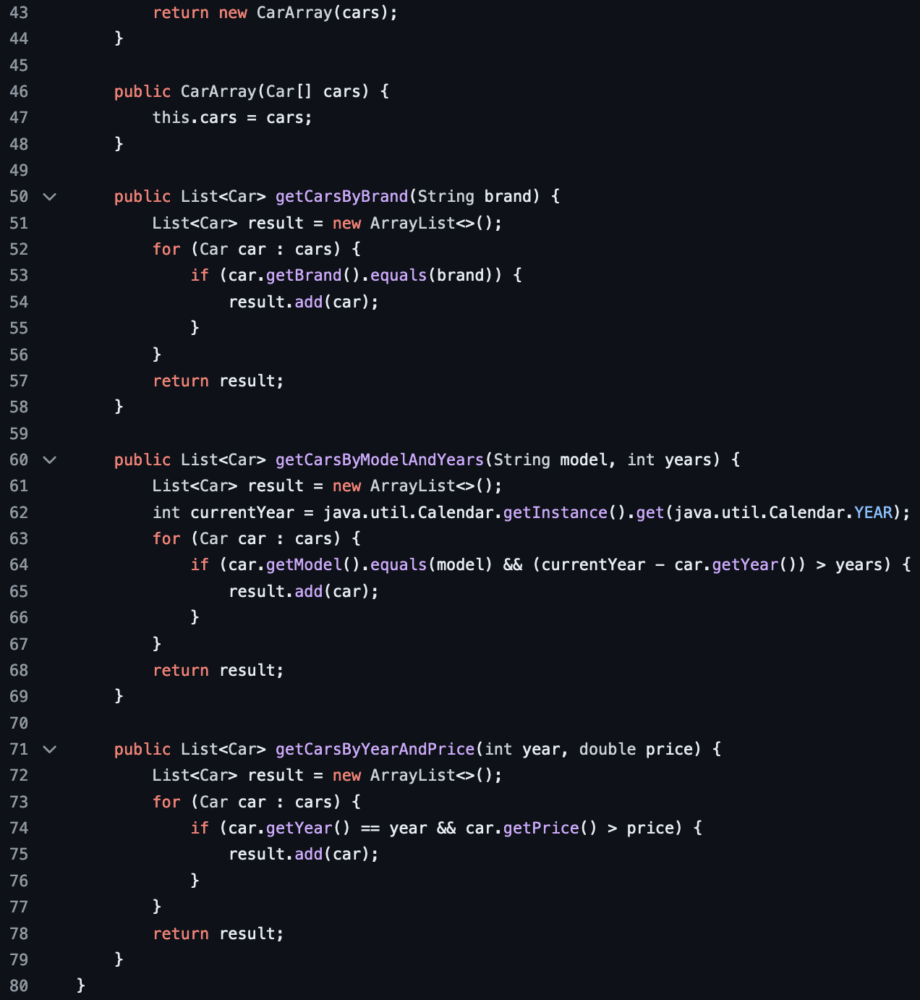 43 return new CarArray(cars);
44 }
45
46 public CarArray(Car[] cars) {
47 this.cars = cars;
48 }
49
50 public List<Car> getCarsByBrand(String brand) {
51 List<Car> result = new ArrayList<>();
52 for (Car car : cars) {
53 if (car.getBrand().equals(brand)) {
54 result.add(car);
55 }
56 }
57 return result;
58 }
59
60 public List<Car> getCarsByModelAndYears(String model, int years) {
61 List<Car> result = new ArrayList<>();
62 int currentYear = java.util.Calendar.getInstance().get(java.util.Calendar.YEAR);
63 for (Car car : cars) {
64 if (car.getModel().equals(model) && (currentYear - car.getYear()) > years) {
65 result.add(car);
66 }
67 }
68 return result;
69 }
70
71 public List<Car> getCarsByYearAndPrice(int year, double price) {
72 List<Car> result = new ArrayList<>();
73 for (Car car : cars) {
74 if (car.getYear() == year && car.getPrice() > price) {
75 result.add(car);
76 }
77 }
78 return result;
79 }
80 }